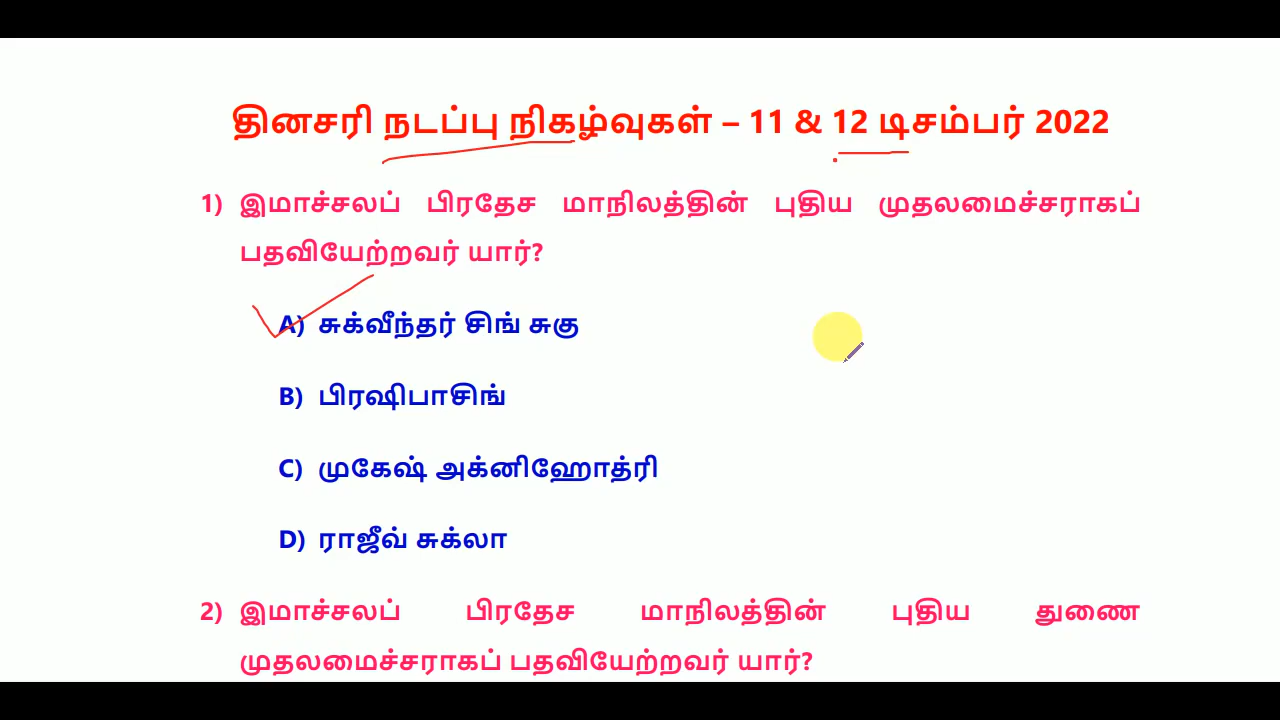 தினசரி நடப்பு நிகழ்வுகள் – 11 & 12 டிசம்பர் 2022
1) இமாச்சலப் பிரதேச மாநிலத்தின் புதிய முதலமைச்சராகப்
பதவியேற்றவர் யார்?
A) சுக்வீந்தர் சிங் சுகு
B) பிரஷிபாசிங்
C) முகேஷ் அக்னிஹோத்ரி
D) ராஜீவ் சுக்லா
2) இமாச்சலப் பிரதேச மாநிலத்தின் புதிய துணை
முதலமைச்சராகப் பதவியேற்றவர் யார்?